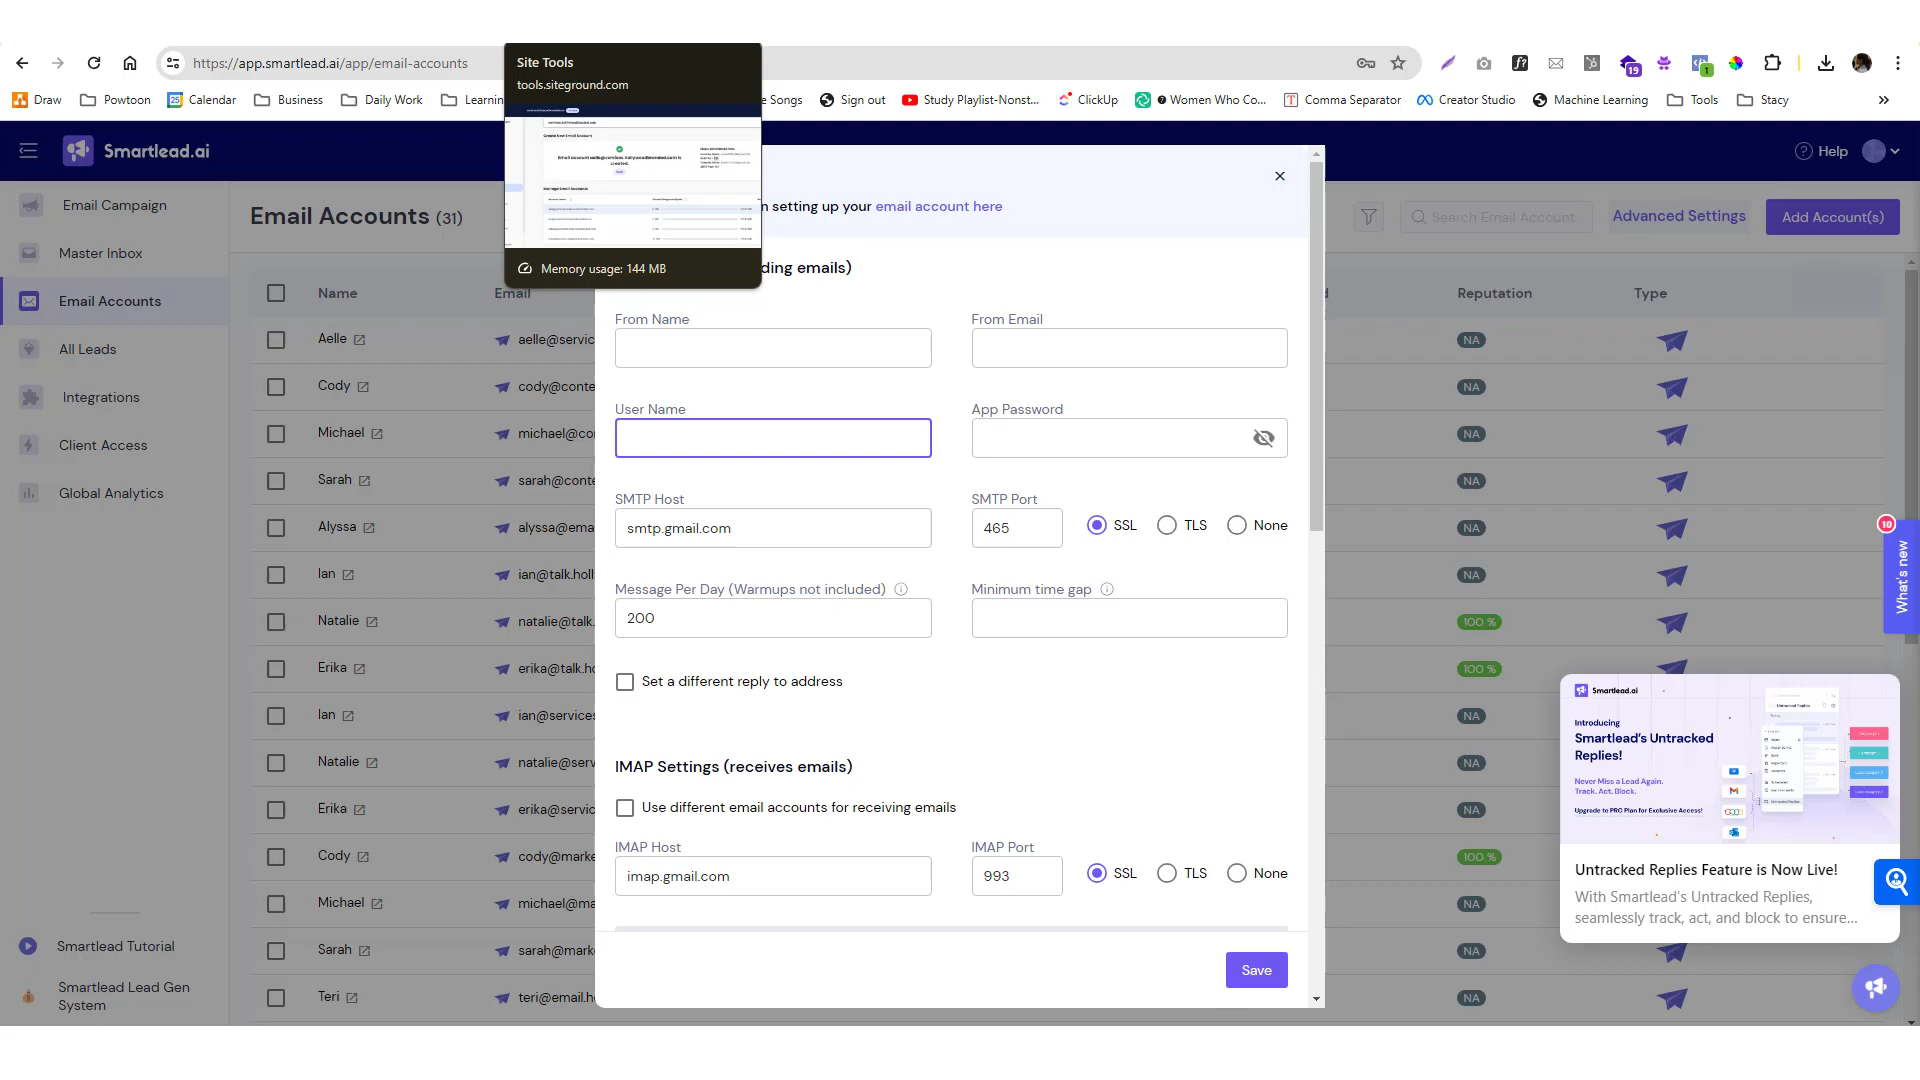 Site Tools
tools.siteground.com
https://app.smartlead.ai/app/email-accounts
19
1
Draw
Powtoon
Calendar
Business
Daily Work
Learnin
e Songs
Sign out
Study Playlist-Nonst...
ClickUp
Women Who Co...
Comma Separator
Creator Studio
Machine Learning
Tools
Stacy
Smartlead.ai
Help
Memory usage: 144 MB
n setting up your email account here
Email Campaign
Master Inbox
Email Accounts
All Leads
Integrations
Client Access
Global Analytics
Smartlead Tutorial
Smartlead Lead Gen
System
Email Accounts (31)
Search Email Account
Advanced Settings
Add Account(s)
Name
Email
Reputation
Type
Aelle
aelle@servic
NA
Cody
cody@conte
NA
Michael
michael@co
NA
Sarah
sarah@conte
NA
Alyssa
alyssa@ema
NA
Ian
ian@talk.holl
NA
Natalie
natalie@talk.
100 %
Erika
erika@talk.ho
100 %
Ian
ian@services
NA
Natalie
natalie@serv
NA
Erika
erika@servic
NA
Cody
cody@marke
100 %
Michael
michael@ma
NA
Sarah
sarah@mark
NA
Teri
teri@email.h
NA
ding emails)
From Name
From Email
User Name
App Password
SMTP Host
smtp.gmail.com
SMTP Port
465
SSL
TLS
None
Message Per Day (Warmups not included)
200
Minimum time gap
Set a different reply to address
IMAP Settings (receives emails)
Use different email accounts for receiving emails
IMAP Host
imap.gmail.com
IMAP Port
993
SSL
TLS
None
Save
10
What's new
Smartlead.ai
Introducing
Smartlead's Untracked
Replies!
Never Miss a Lead Again.
Track. Act. Block.
Upgrade to PRO Plan for Exclusive Access!
Untracked Replies Feature is Now Live!
With Smartlead's Untracked Replies,
seamlessly track, act, and block to ensure...